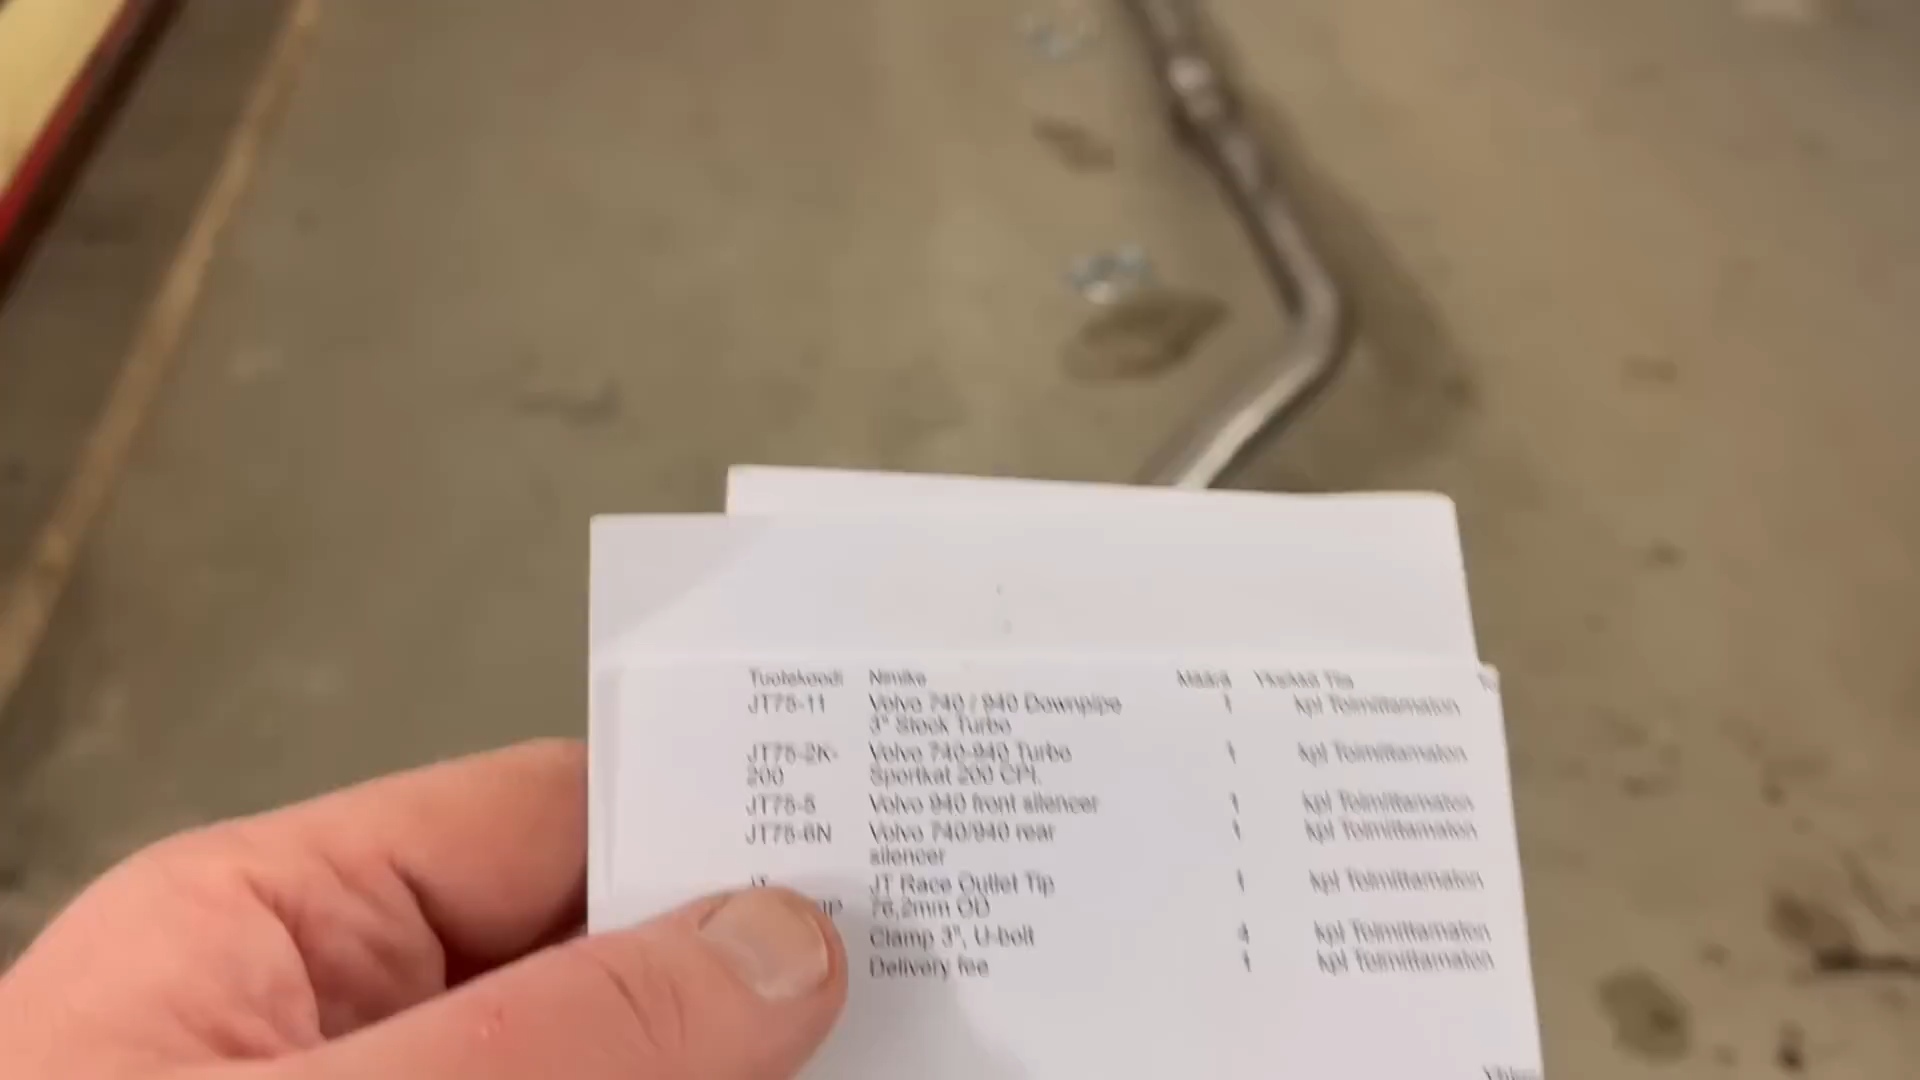 Tuotekoodi Nimike Määrä Yksikkö Tila
JT75-11 Volvo 740 / 940 Downpipe 1 kpl Toimittamaton
3" Stock Turbo
JT75-2K- Volvo 740-940 Turbo 1 kpl Toimittamaton
200 Sportkat 200 CPI.
JT75-5 Volvo 940 front silencer 1 kpl Toimittamaton
JT75-6N Volvo 740/940 rear 1 kpl Toimittamaton
silencer
JT Race Outlet Tip 1 kpl Toimittamaton
76,2mm OD
Clamp 3", U-bolt 4 kpl Toimittamaton
Delivery fee 1 kpl Toimittamaton